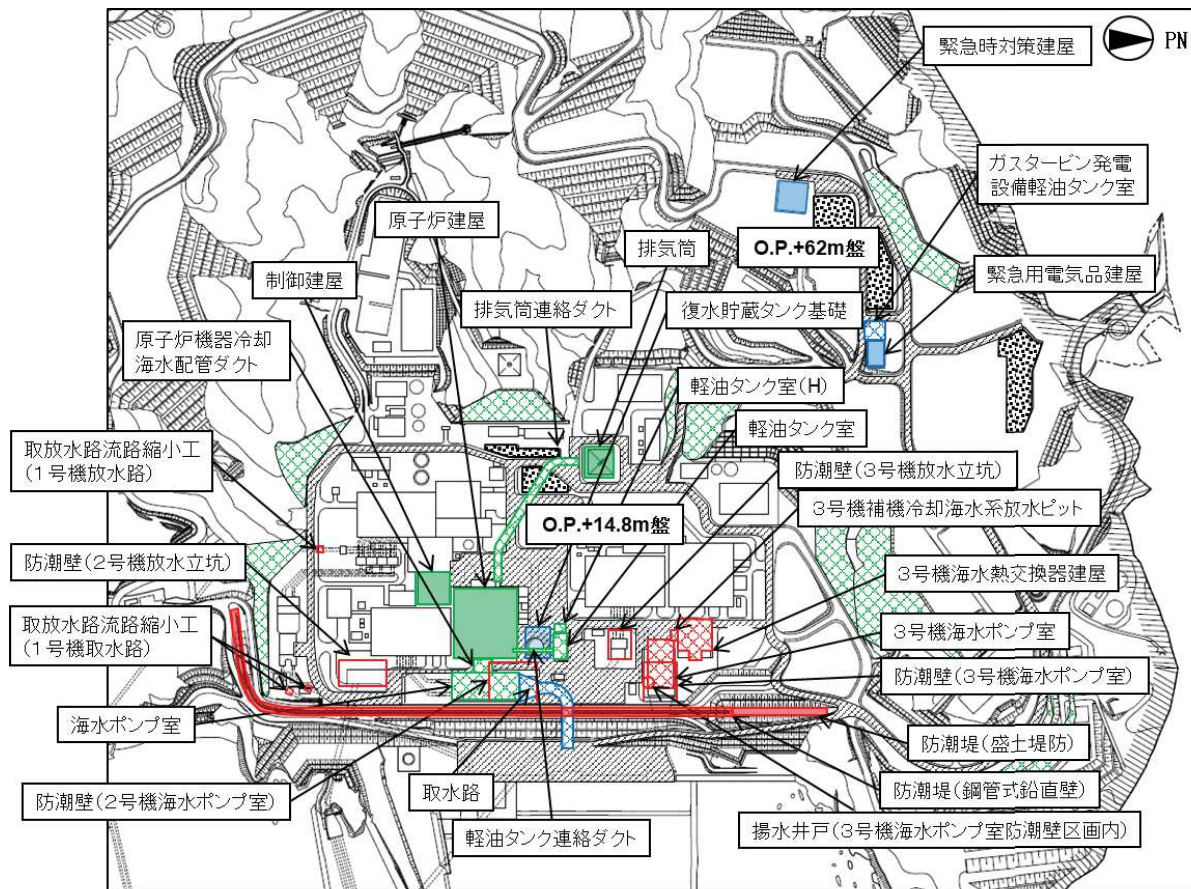 緊急時対策建屋
PN
ガスタービン発電
設備軽油タンク室
原子炉建屋
排気筒
O.P.+62m盤
制御建屋
緊急用電気品建屋
排気筒連絡ダクト
復水貯蔵タンク基礎
原子炉機器冷却
海水配管ダクト
軽油タンク室(H)
軽油タンク室
取放水路流路縮小工
(1号機放水路)
防潮壁(3号機放水立坑)
3号機補機冷却海水系放水ピット
O.P.+14.8m盤
防潮壁(2号機放水立坑)
3号機海水熱交換器建屋
取放水路流路縮小工
(1号機取水路)
3号機海水ポンプ室
防潮壁(3号機海水ポンプ室)
海水ポンプ室
防潮堤(盛土堤防)
防潮壁(2号機海水ポンプ室)
取水路
防潮堤(鋼管式鉛直壁)
軽油タンク連絡ダクト
揚水井戸(3号機海水ポンプ室防潮壁区画内)